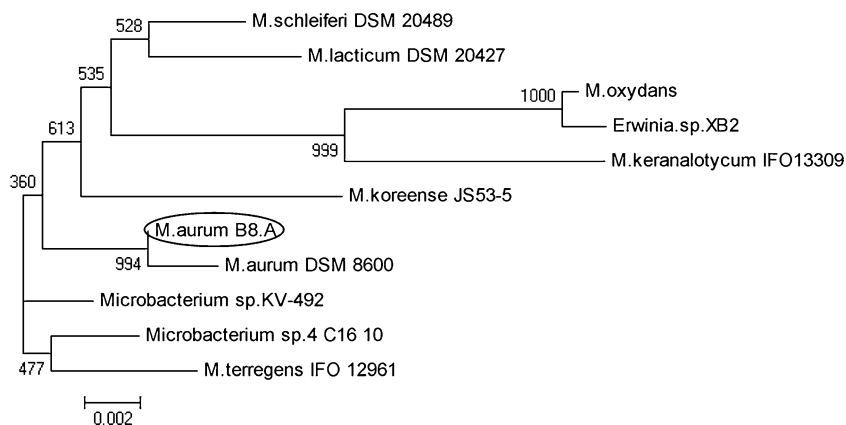 528
M.schleiferi DSM 20489
M.lacticum DSM 20427
535
1000
M.oxydans
Erwinia.sp.XB2
613
999
M.keranalotycum IFO13309
360
M.koreense JS53-5
M.aurum B8.A
994
M.aurum DSM 8600
Microbacterium sp.KV-492
Microbacterium sp.4 C16 10
477
M.terregens IFO 12961
0.002